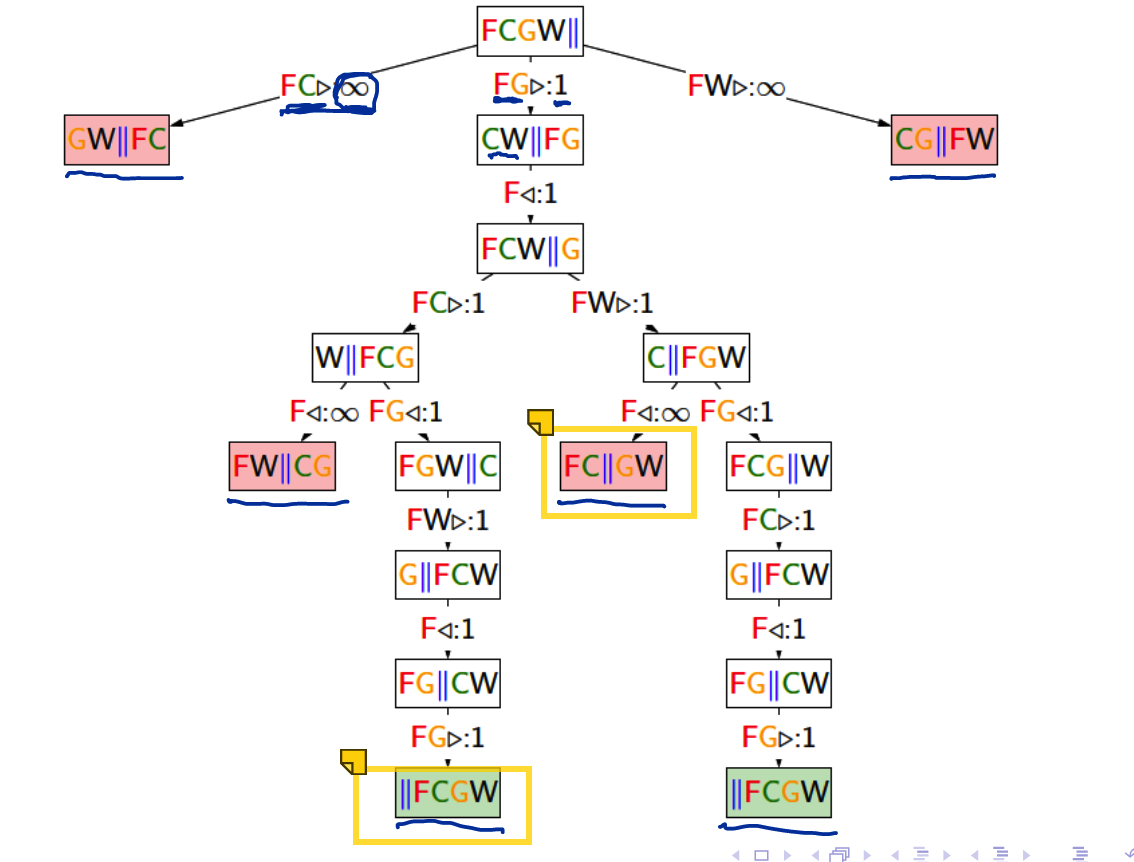 FCGW||
FC▷:∞ FG▷:1 FW▷:∞
GW||FC CW||FG CG||FW
F◁:1
FCW||G
FC▷:1 FW▷:1
W||FCG C||FGW
F◁:∞ FG◁:1 F◁:∞ FG◁:1
FW||CG FGW||C FC||GW FCG||W
FW▷:1 FC▷:1
G||FCW G||FCW
F◁:1 F◁:1
FG||CW FG||CW
FG▷:1 FG▷:1
||FCGW ||FCGW